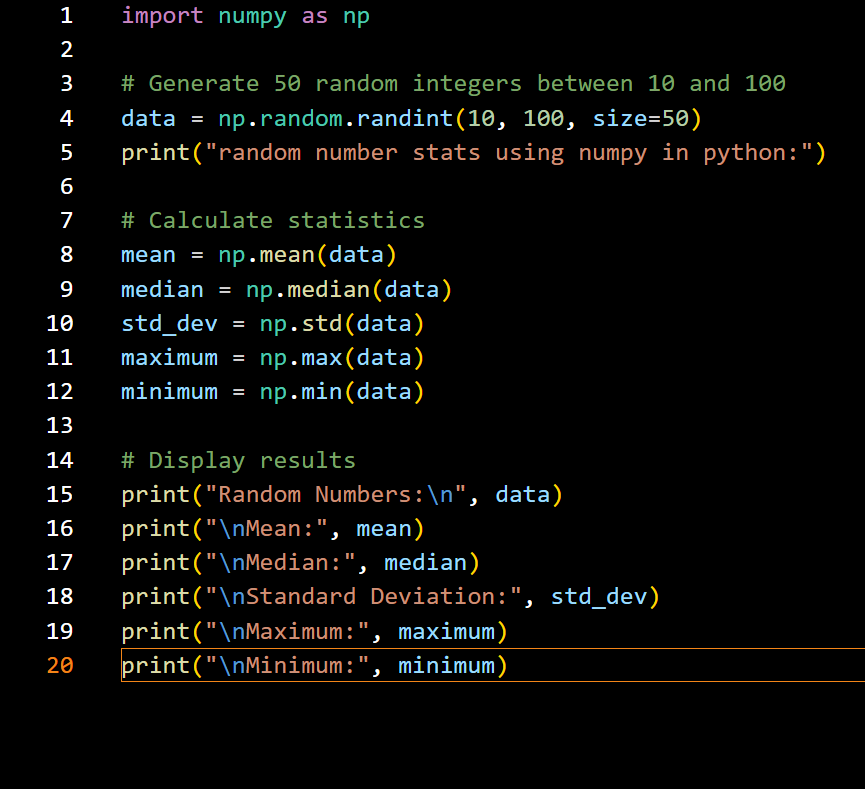 1 import numpy as np
2
3 # Generate 50 random integers between 10 and 100
4 data = np.random.randint(10, 100, size=50)
5 print("random number stats using numpy in python:")
6
7 # Calculate statistics
8 mean = np.mean(data)
9 median = np.median(data)
10 std_dev = np.std(data)
11 maximum = np.max(data)
12 minimum = np.min(data)
13
14 # Display results
15 print("Random Numbers:\n", data)
16 print("\nMean:", mean)
17 print("\nMedian:", median)
18 print("\nStandard Deviation:", std_dev)
19 print("\nMaximum:", maximum)
20 print("\nMinimum:", minimum)